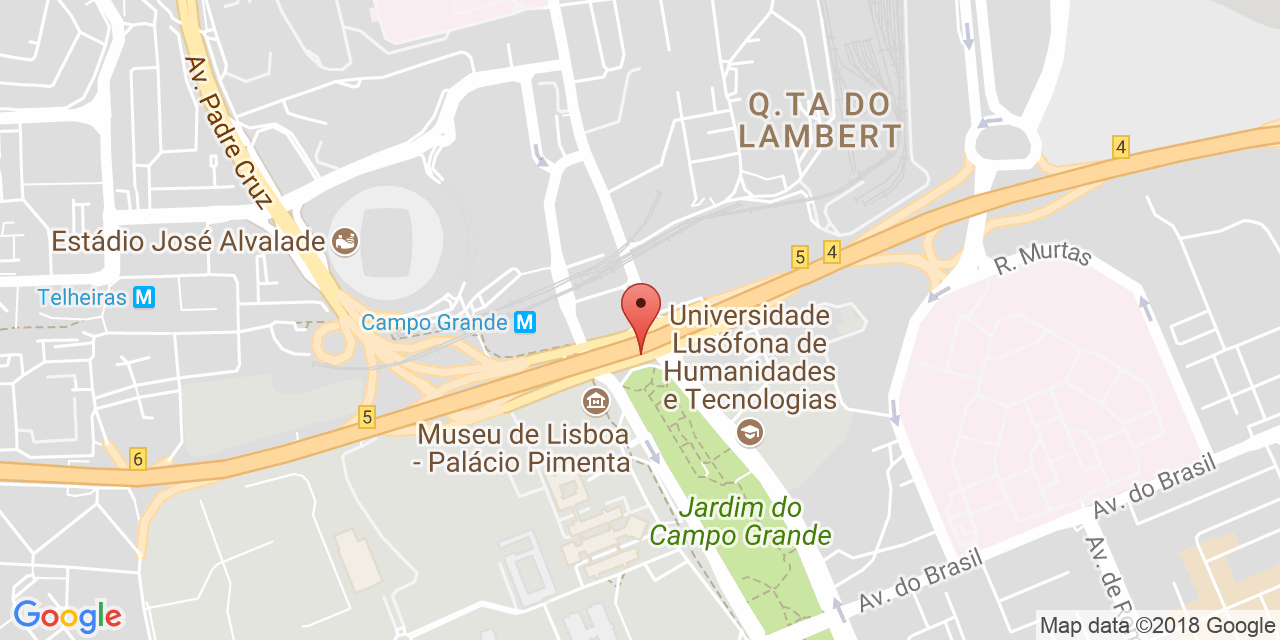 Av. Padre Cruz
Q.TA DO
LAMBERT
4
Estádio José Alvalade
5
4
R. Murtas
Telheiras M
Campo Grande M
Universidade
Lusófona de
Humanidades
e Tecnologias
5
Museu de Lisboa
- Palácio Pimenta
6
Av. do Brasil
Jardim do
Campo Grande
Av. do Brasil
Av. de
Google
Map data ©2018 Google